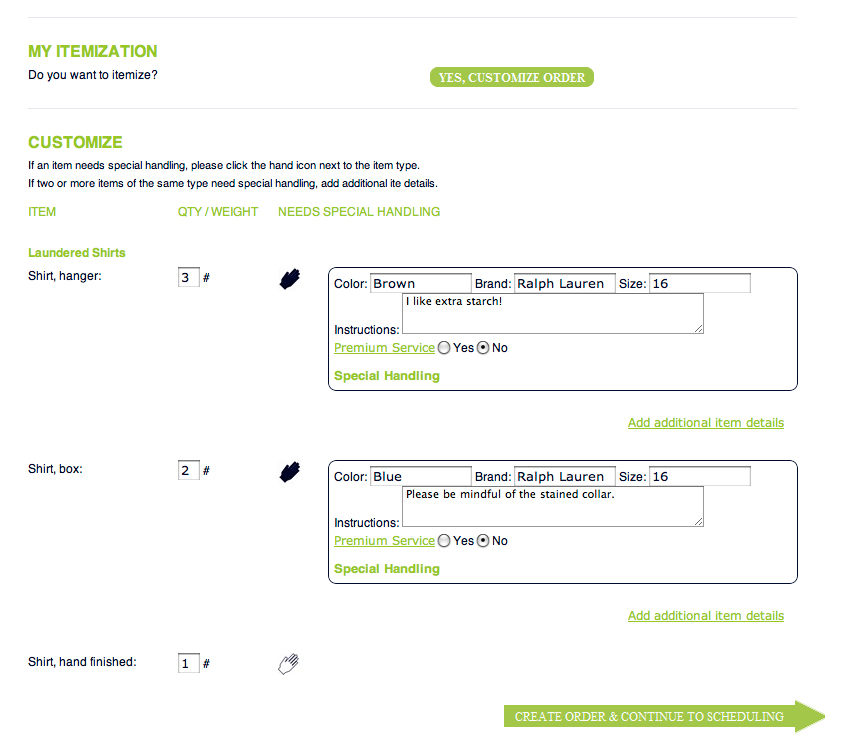 MY ITEMIZATION
Do you want to itemize?
YES, CUSTOMIZE ORDER
CUSTOMIZE
If an item needs special handling, please click the hand icon next to the item type.
If two or more items of the same type need special handling, add additional ite details.
ITEM QTY / WEIGHT NEEDS SPECIAL HANDLING
Laundered Shirts
Shirt, hanger: 3 # Color: Brown Brand: Ralph Lauren Size: 16
I like extra starch!
Instructions:
Premium Service Yes No
Special Handling
Add additional item details
Shirt, box: 2 # Color: Blue Brand: Ralph Lauren Size: 16
Please be mindful of the stained collar.
Instructions:
Premium Service Yes No
Special Handling
Add additional item details
Shirt, hand finished: 1 #
CREATE ORDER & CONTINUE TO SCHEDULING